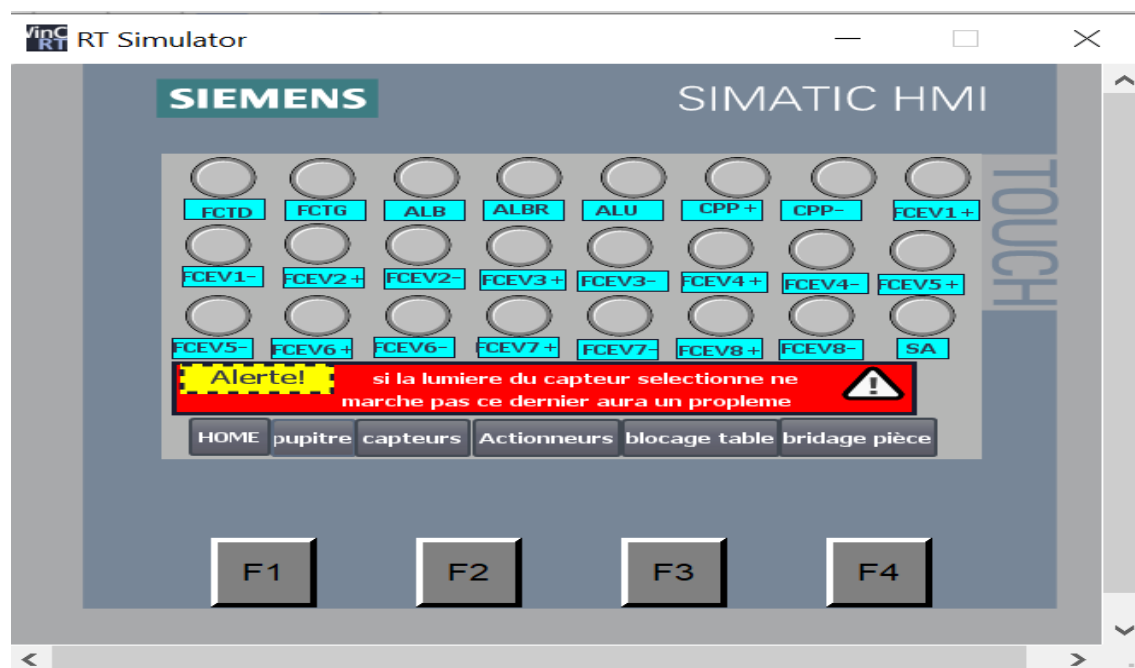 WinC
RT RT Simulator
SIEMENS
SIMATIC HMI
TOUCH
FCTD FCTG ALB ALBR ALU CPP+ CPP- FCEV1+
FCEV1- FCEV2+ FCEV2- FCEV3+ FCEV3- FCEV4+ FCEV4- FCEV5+
FCEV5- FCEV6+ FCEV6- FCEV7+ FCEV7- FCEV8+ FCEV8- SA
Alerte! si la lumiere du capteur selectionne ne
marche pas ce dernier aura un propleme
HOME pupitre capteurs Actionneurs blocage table bridage pièce
F1 F2 F3 F4